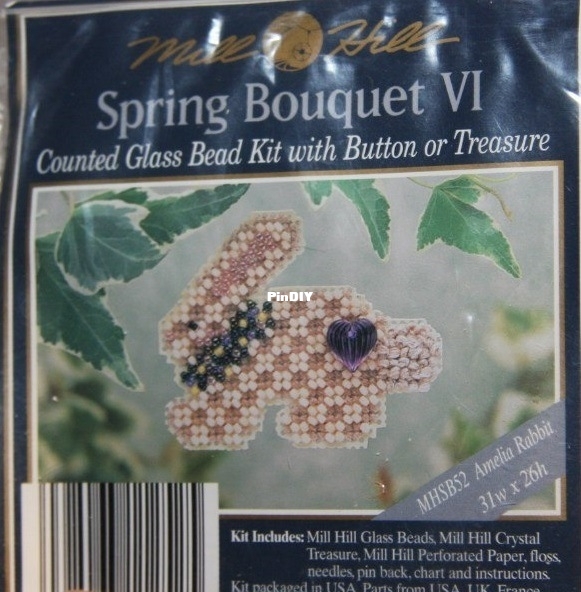 Mill Hill
Spring Bouquet VI
Counted Glass Bead Kit with Button or Treasure
PinDIY
MHSB52 Amelia Rabbit
31w x 26h
Kit Includes: Mill Hill Glass Beads, Mill Hill Crystal
Treasure, Mill Hill Perforated Paper, floss,
needles, pin back, chart and instructions.
Kit packaged in USA. Parts from USA, UK, France